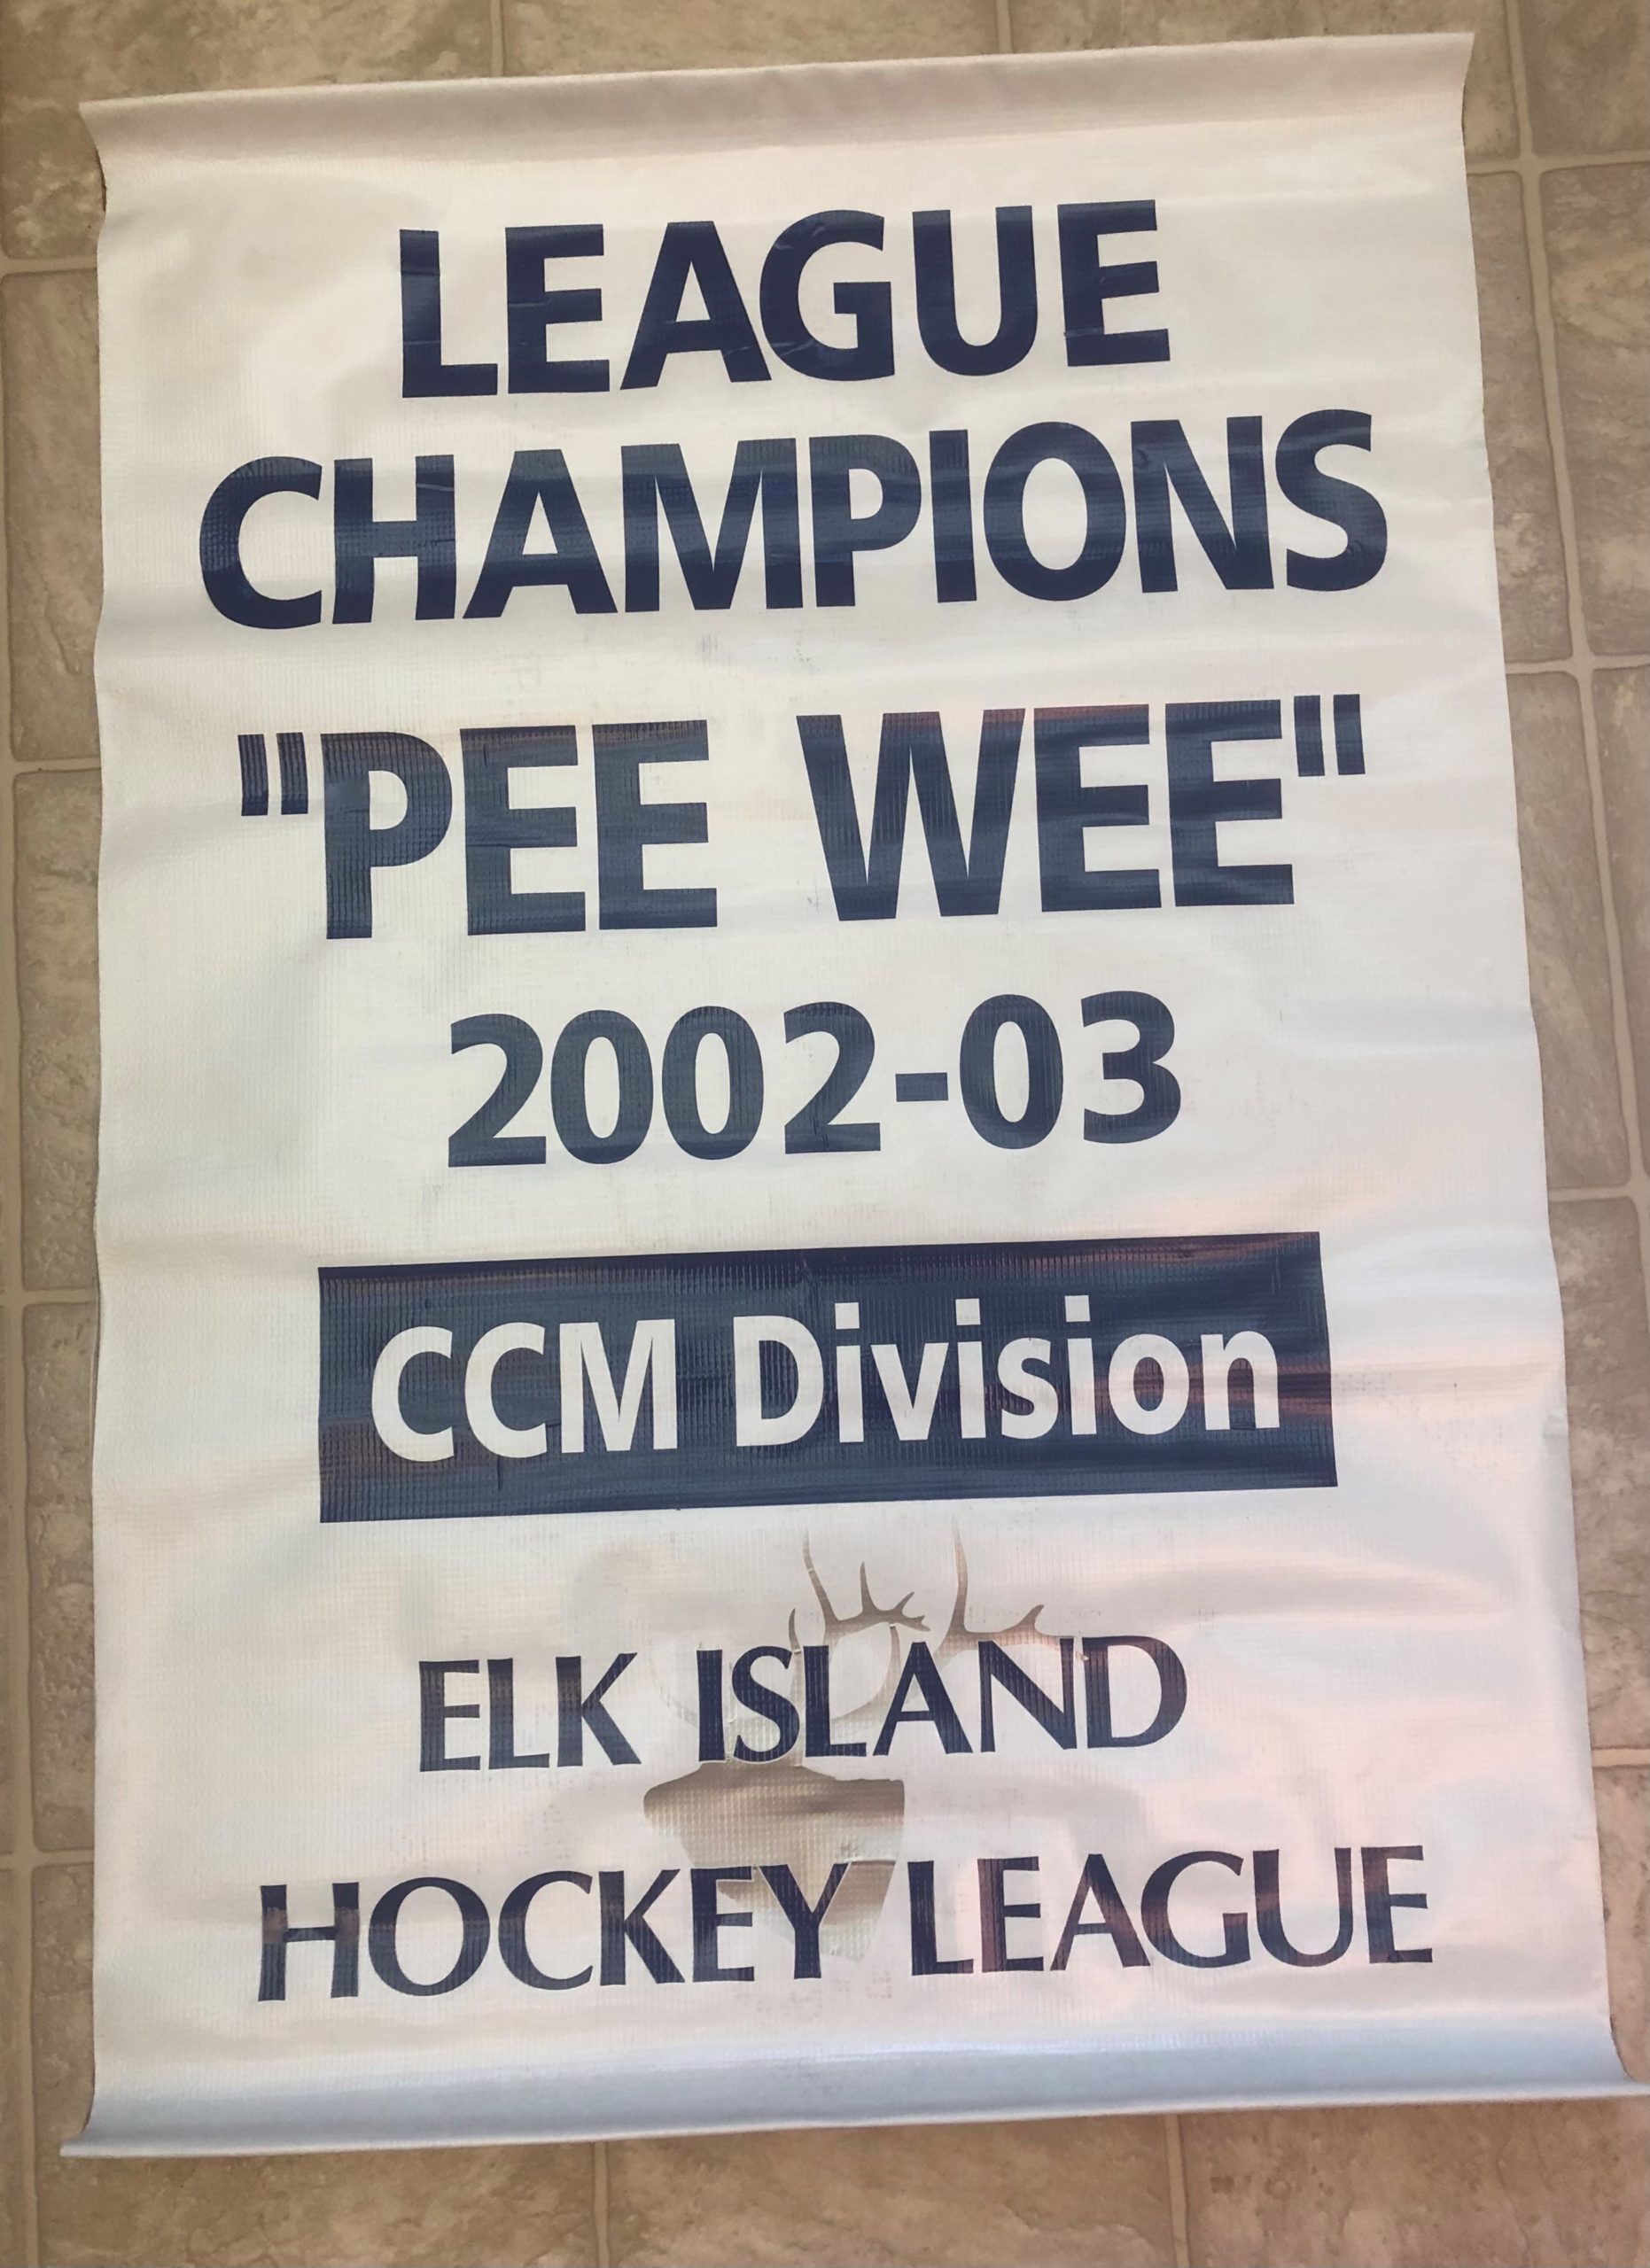 LEAGUE
CHAMPIONS
"PEE WEE"
2002-03
CCM Division
ELK ISLAND
HOCKEY LEAGUE